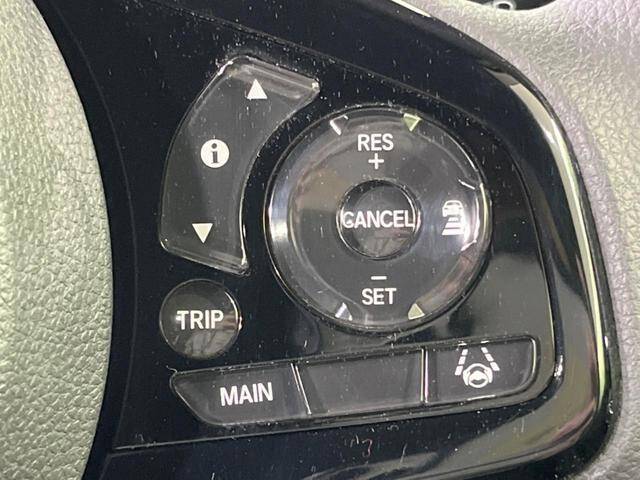 RES
+
CANCEL
-
SET
TRIP
MAIN